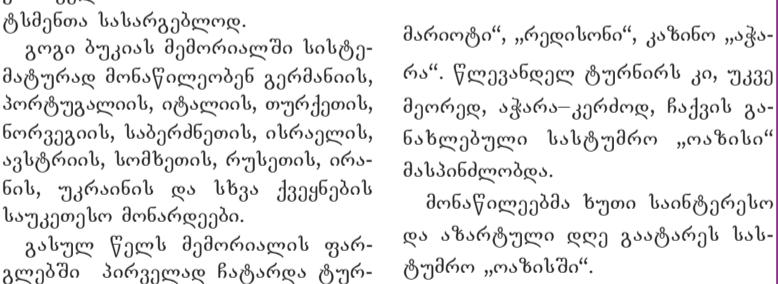 ტსმენთა სასარგებლოდ.
გოგი ბუკიას მემორიალში სისტე-
მატურად მონაწილეობენ გერმანიის,
პორტუგალიის, იტალიის, თურქეთის,
ნორვეგიის, საბერძნეთის, ისრაელის,
ავსტრიის, სომხეთის, რუსეთის, ირა-
ნის, უკრაინის და სხვა ქვეყნების
საუკეთესო მონარდეები.
გასულ წელს მემორიალის ფარ-
გლებში პირველად ჩატარდა ტურ-
მარიოტი“, „რედისონი“, კაზინო „აჭა-
რა“. წლევანდელ ტურნირს კი, უკვე
მეორედ, აჭარა–კერძოდ, ჩაქვის გა-
ნახლებული სასტუმრო „ოაზისი“
მასპინძლობდა.
მონაწილეებმა ხუთი საინტერესო
და აზარტული დღე გაატარეს სას-
ტუმრო „ოაზისში“.